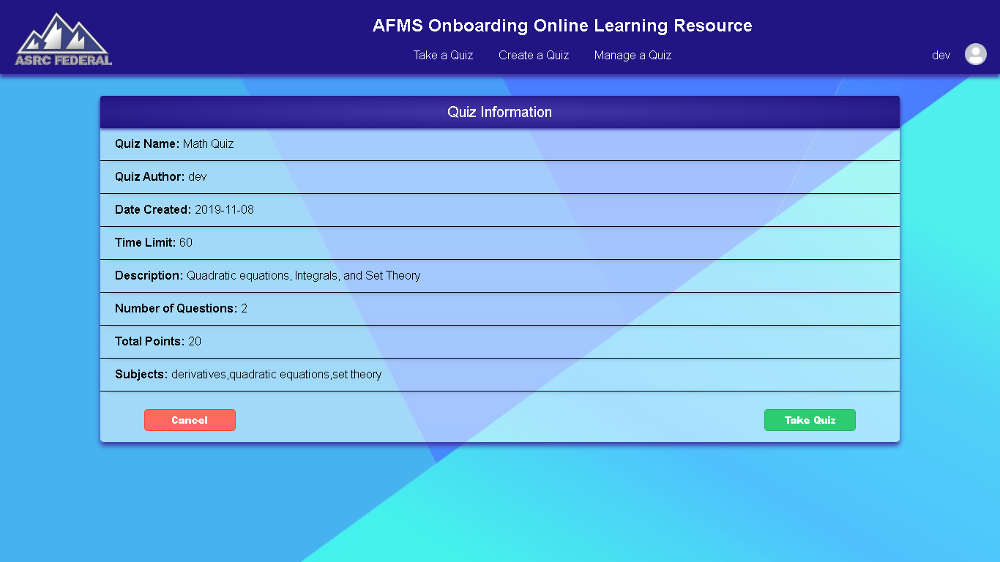 AFMS Onboarding Online Learning Resource
ASRC FEDERAL
Take a Quiz Create a Quiz Manage a Quiz dev
Quiz Information
Quiz Name: Math Quiz
Quiz Author: dev
Date Created: 2019-11-08
Time Limit: 60
Description: Quadratic equations, Integrals, and Set Theory
Number of Questions: 2
Total Points: 20
Subjects: derivatives,quadratic equations,set theory
Cancel Take Quiz